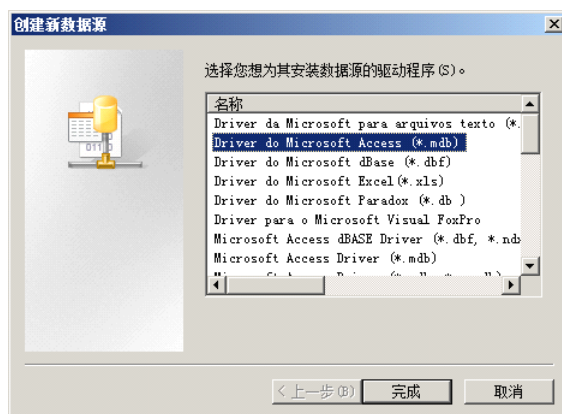 创建新数据源
选择您想为其安装数据源的驱动程序(S)。
名称
Driver da Microsoft para arquivos texto (*.
Driver do Microsoft Access (*.mdb)
Driver do Microsoft dBase (*.dbf)
Driver do Microsoft Excel(*.xls)
Driver do Microsoft Paradox (*.db )
Driver para o Microsoft Visual FoxPro
Microsoft Access dBASE Driver (*.dbf, *.ndx
Microsoft Access Driver (*.mdb)
< 上一步(B)
完成
取消